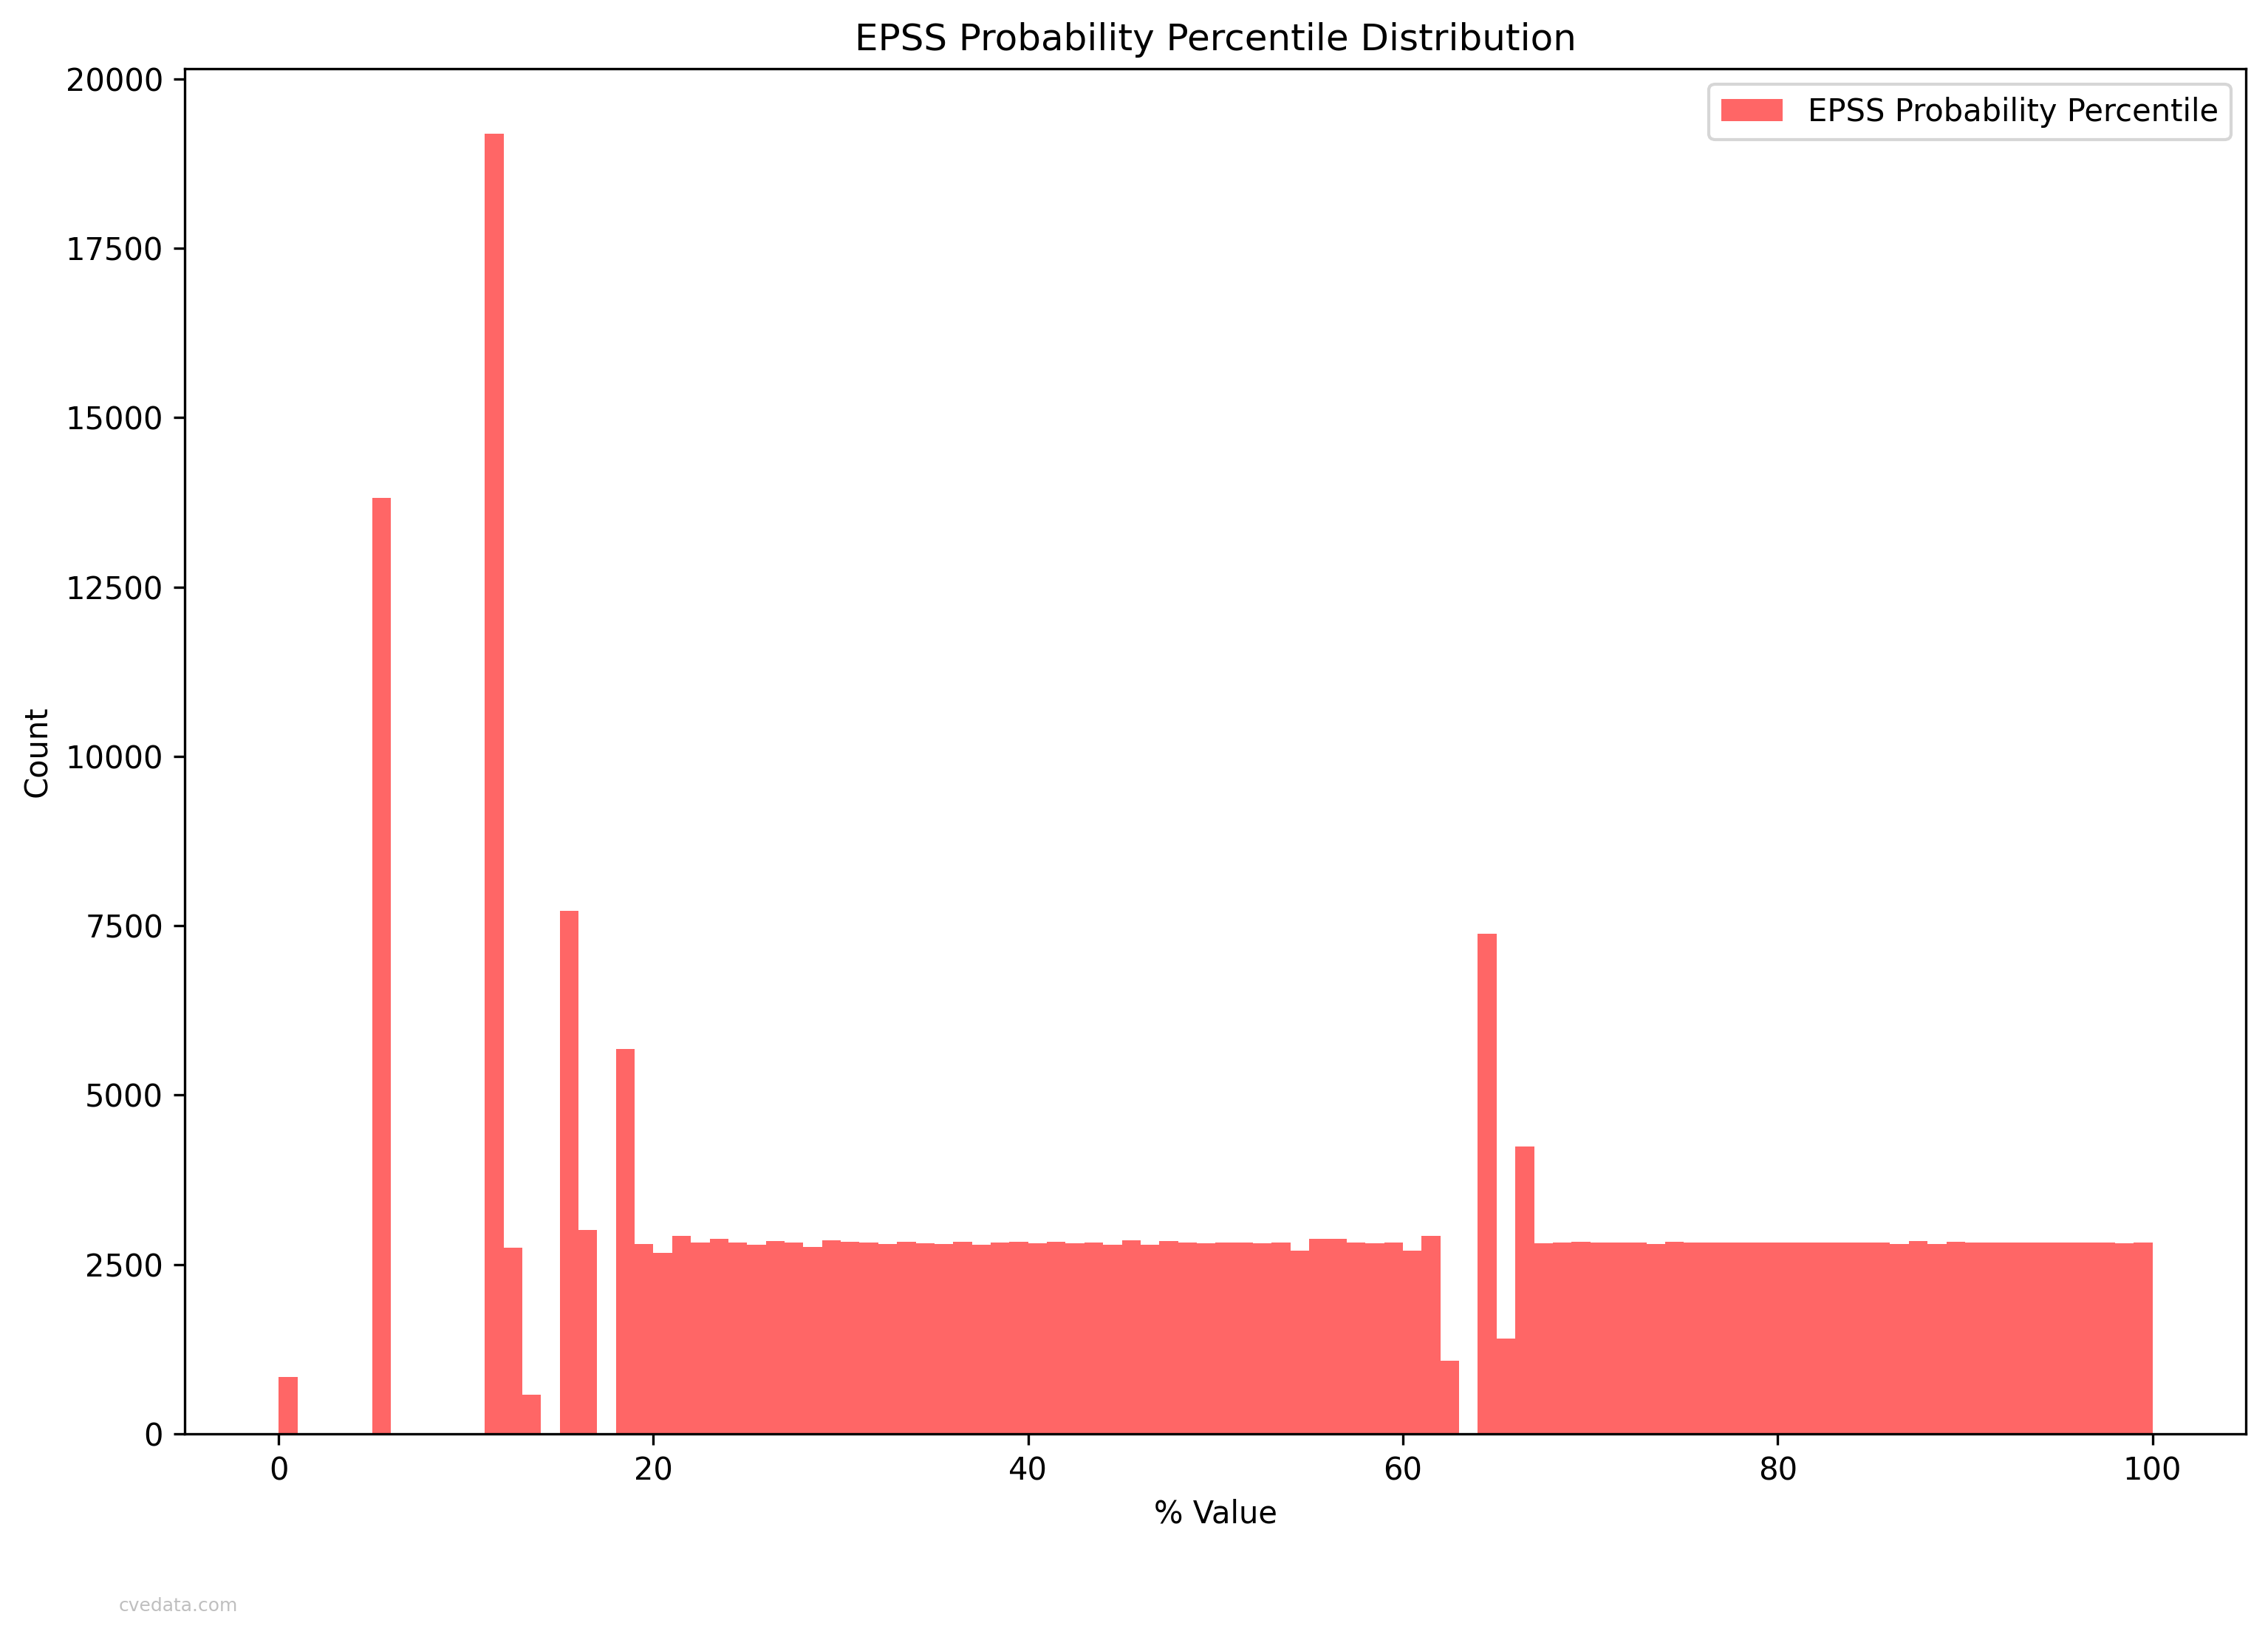 EPSS Probability Percentile Distribution
EPSS Probability Percentile
20000
17500
15000
12500
10000
7500
5000
2500
0
Count
0 20 40 60 80 100
% Value
cvedata.com